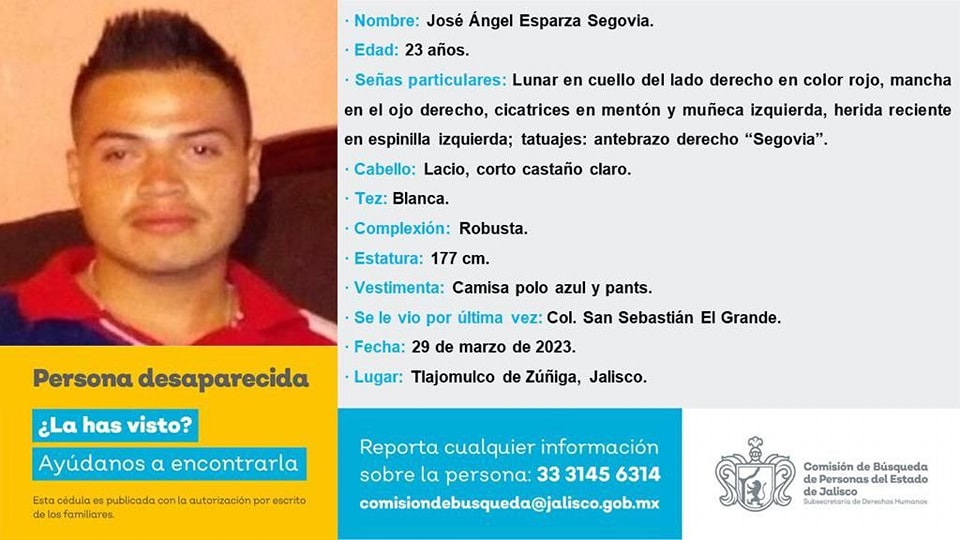 · Nombre: José Ángel Esparza Segovia.
· Edad: 23 años.
· Señas particulares: Lunar en cuello del lado derecho en color rojo, mancha
en el ojo derecho, cicatrices en mentón y muñeca izquierda, herida reciente
en espinilla izquierda; tatuajes: antebrazo derecho “Segovia”.
· Cabello: Lacio, corto castaño claro.
· Tez: Blanca.
· Complexión: Robusta.
· Estatura: 177 cm.
· Vestimenta: Camisa polo azul y pants.
· Se le vio por última vez: Col. San Sebastián El Grande.
· Fecha: 29 de marzo de 2023.
· Lugar: Tlajomulco de Zúñiga, Jalisco.
Persona desaparecida
¿La has visto?
Ayúdanos a encontrarla
Esta cédula es publicada con la autorización por escrito
de los familiares.
Reporta cualquier información
sobre la persona: 33 3145 6314
comisiondebusqueda@jalisco.gob.mx
Comisión de Búsqueda
de Personas del Estado
de Jalisco
Subsecretaría de Derechos Humanos